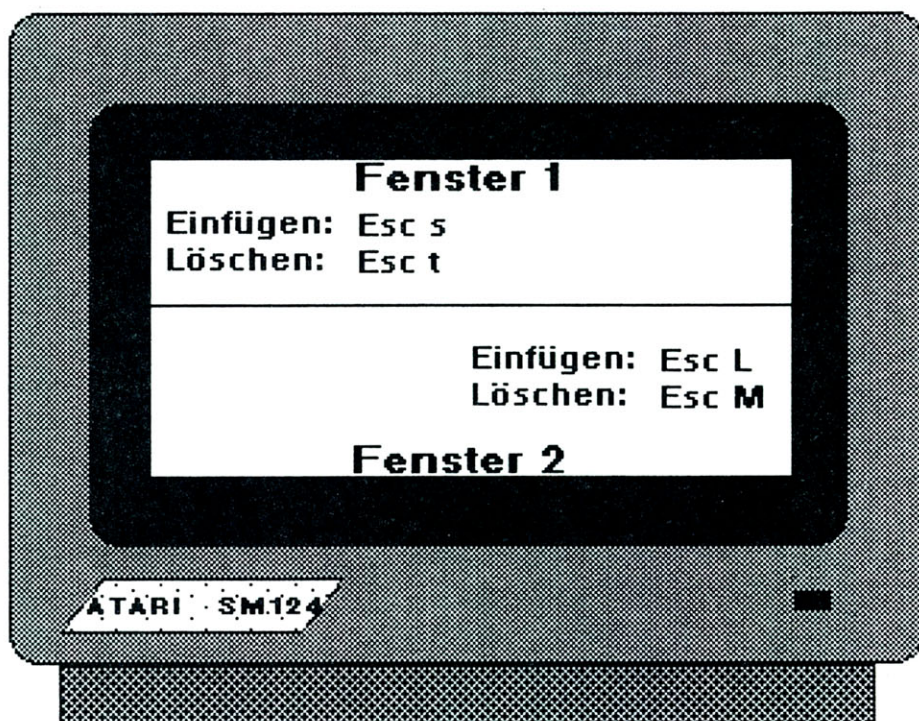 Fenster 1
Einfügen: Esc s
Löschen: Esc t
Einfügen: Esc L
Löschen: Esc M
Fenster 2
ATARI SM124